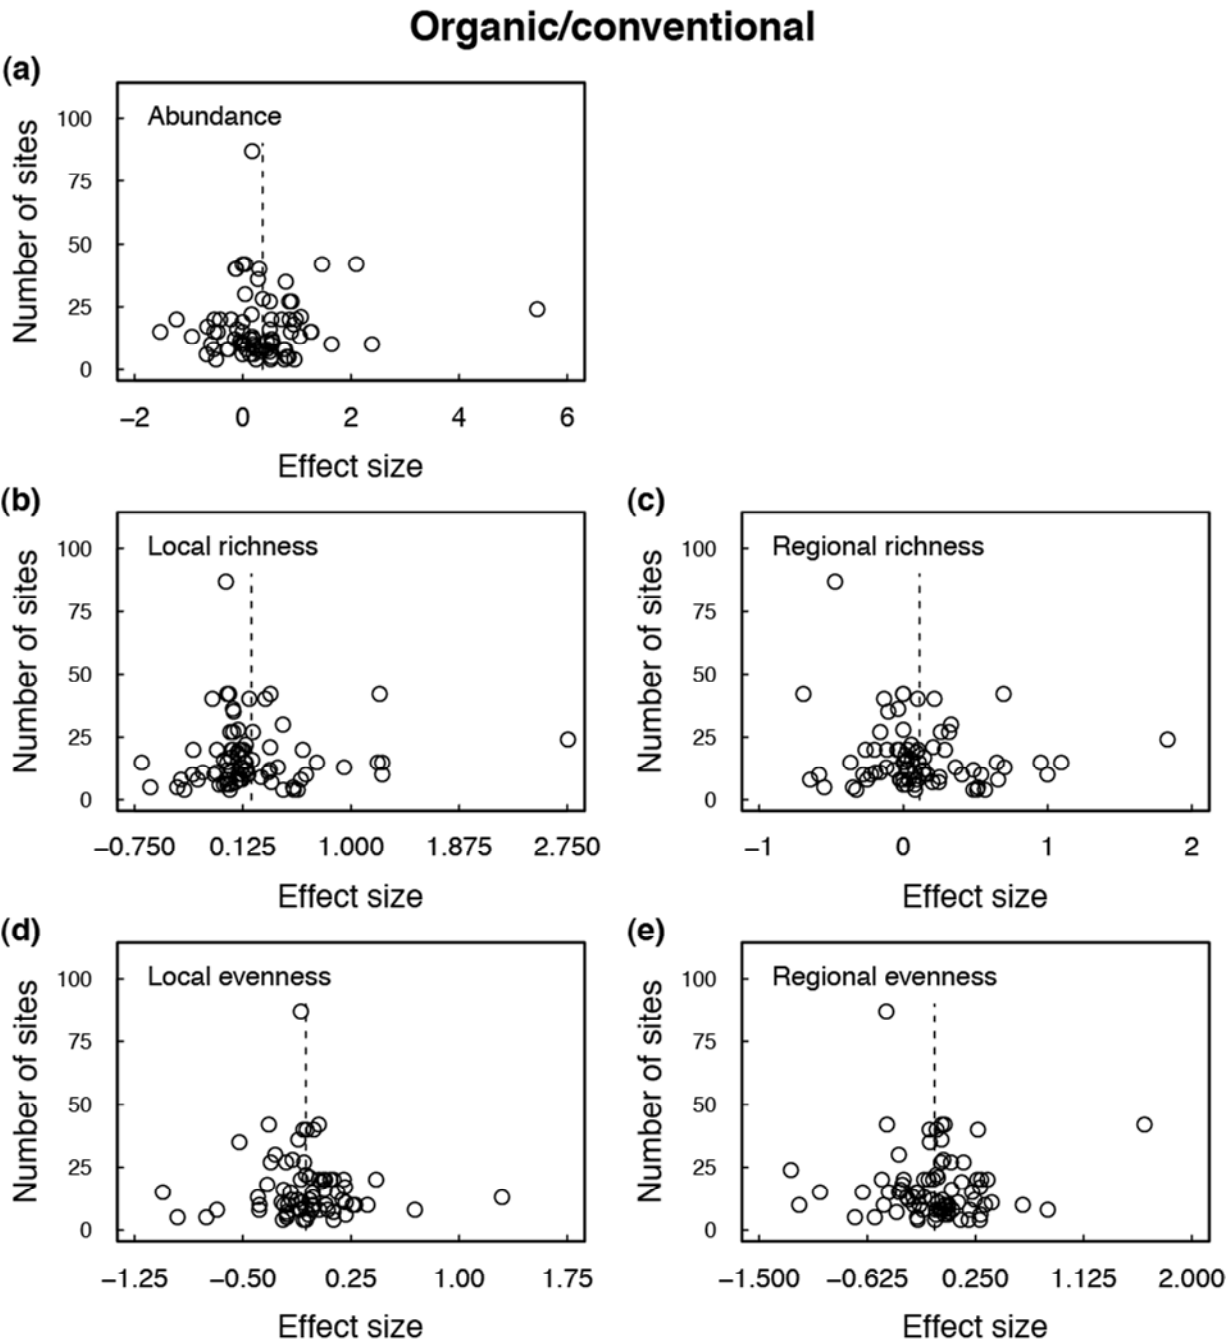 Organic/conventional
(a)
Abundance
Number of sites
100
75
50
25
0
−2 0 2 4 6
Effect size
(b)
Local richness
Number of sites
100
75
50
25
0
−0.750 0.125 1.000 1.875 2.750
Effect size
(c)
Regional richness
Number of sites
100
75
50
25
0
−1 0 1 2
Effect size
(d)
Local evenness
Number of sites
100
75
50
25
0
−1.25 −0.50 0.25 1.00 1.75
Effect size
(e)
Regional evenness
Number of sites
100
75
50
25
0
−1.500 −0.625 0.250 1.125 2.000
Effect size